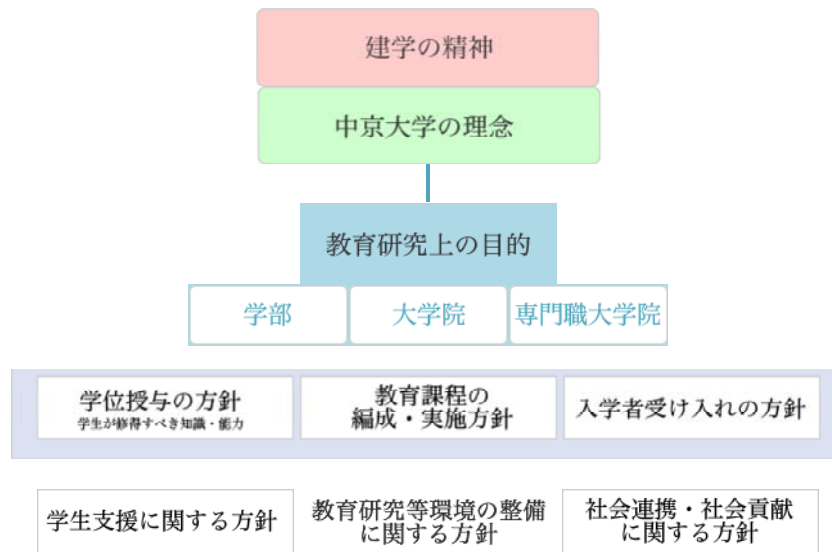 建学の精神
中京大学の理念
教育研究上の目的
学部
大学院
専門職大学院
学位授与の方針
学生が修得すべき知識・能力
教育課程の
編成・実施方針
入学者受け入れの方針
学生支援に関する方針
教育研究等環境の整備
に関する方針
社会連携・社会貢献
に関する方針